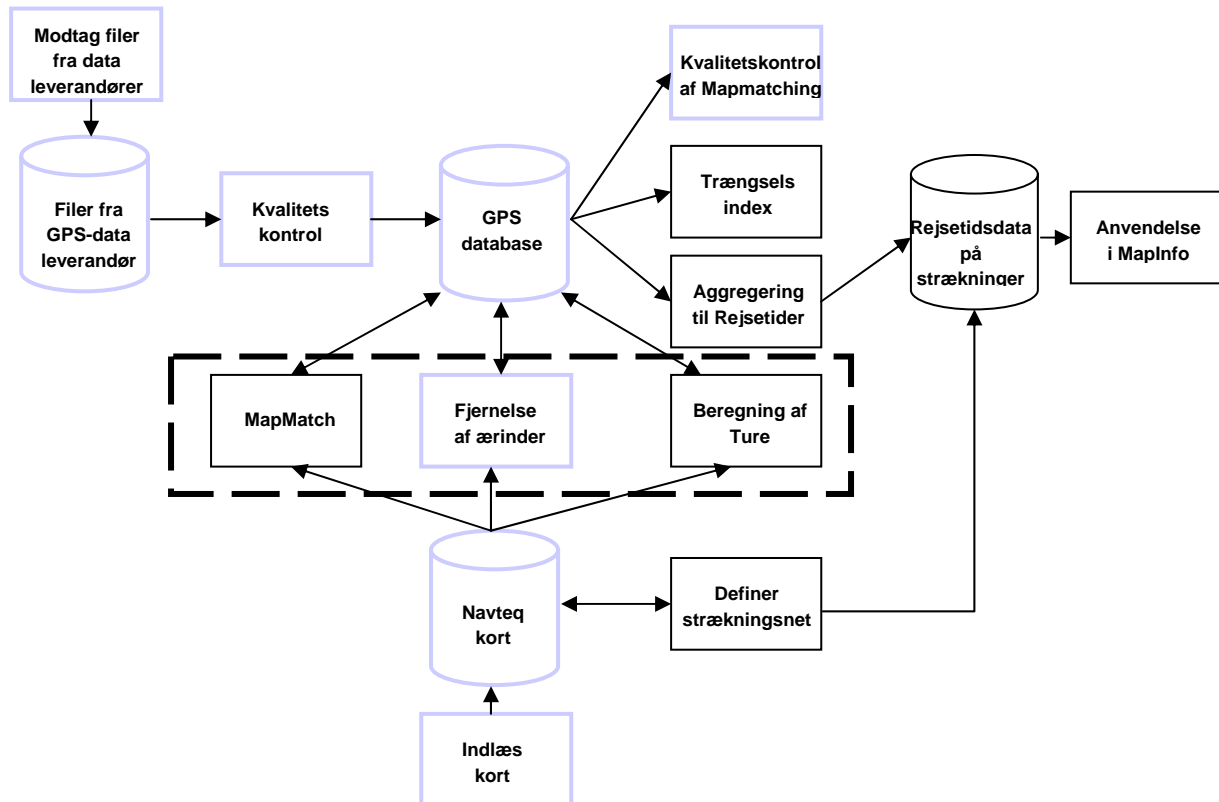 Modtag filer
fra data
leverandører
Filer fra
GPS-data
leverandør
Kvalitets
kontrol
GPS
database
Kvalitetskontrol
af Mapmatching
Trængsels
index
Aggregering
til Rejsetider
Rejsetidsdata
på
strækninger
Anvendelse
i MapInfo
MapMatch
Fjernelse
af ærinder
Beregning af
Ture
Navteq
kort
Definer
strækningsnet
Indlæs
kort